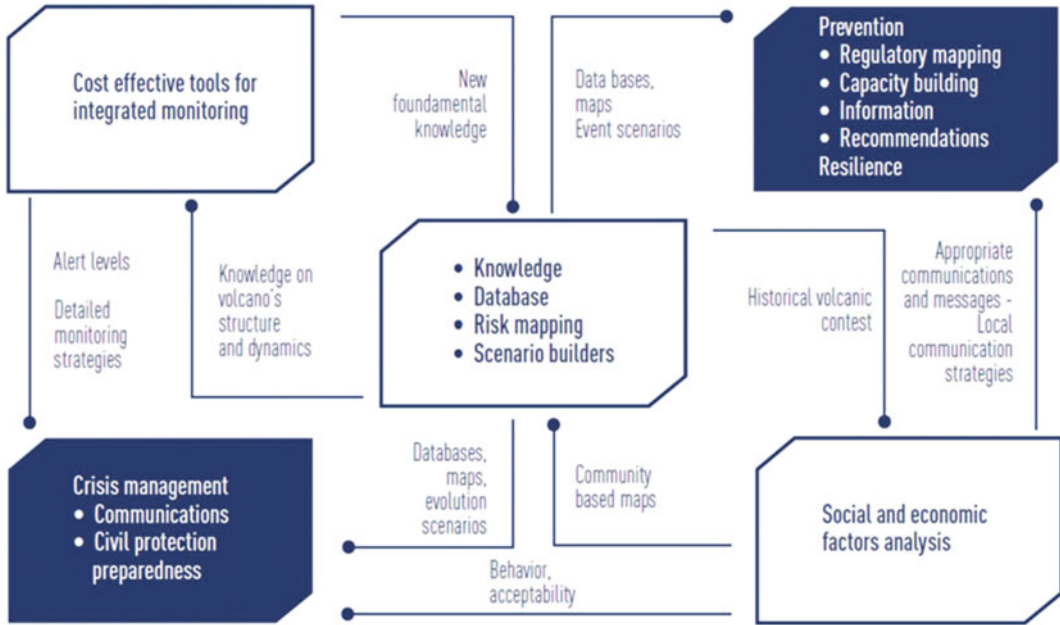 Cost effective tools for
integrated monitoring
New
foundamental
knowledge
Data bases,
maps
Event scenarios
Prevention
• Regulatory mapping
• Capacity building
• Information
• Recommendations
Resilience
Alert levels
Detailed
monitoring
strategies
Knowledge on
volcano's
structure
and dynamics
• Knowledge
• Database
• Risk mapping
• Scenario builders
Historical volcanic
contest
Appropriate
communications
and messages -
Local
communication
strategies
Crisis management
• Communications
• Civil protection
preparedness
Databases,
maps,
evolution
scenarios
Community
based maps
Behavior,
acceptability
Social and economic
factors analysis